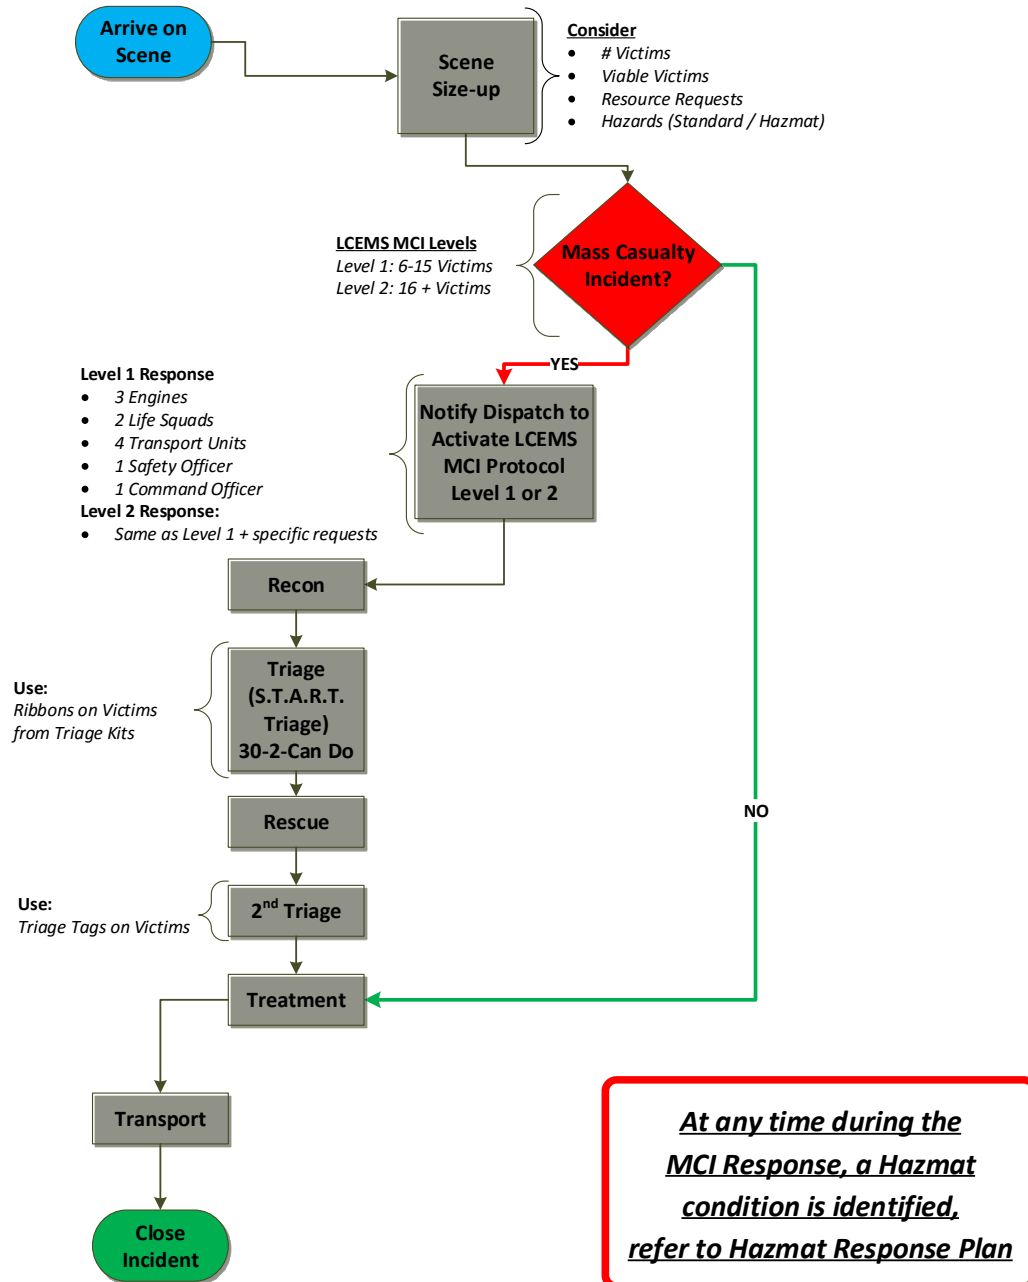 Arrive on
Scene
Scene
Size-up
Consider
• # Victims
• Viable Victims
• Resource Requests
• Hazards (Standard / Hazmat)
LCEMS MCI Levels
Level 1: 6-15 Victims
Level 2: 16 + Victims
Mass Casualty
Incident?
YES
Level 1 Response
• 3 Engines
• 2 Life Squads
• 4 Transport Units
• 1 Safety Officer
• 1 Command Officer
Level 2 Response:
• Same as Level 1 + specific requests
Notify Dispatch to
Activate LCEMS
MCI Protocol
Level 1 or 2
Recon
Use:
Ribbons on Victims
from Triage Kits
Triage
(S.T.A.R.T.
Triage)
30-2-Can Do
NO
Rescue
Use:
Triage Tags on Victims
2nd Triage
Treatment
Transport
Close
Incident
At any time during the
MCI Response, a Hazmat
condition is identified,
refer to Hazmat Response Plan